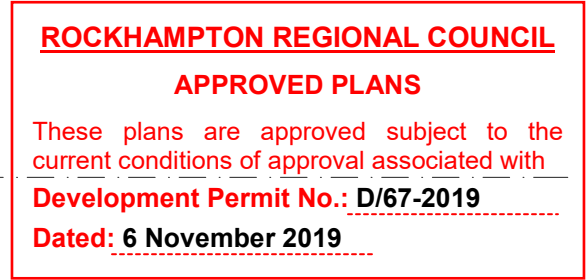 ROCKHAMPTON REGIONAL COUNCIL
APPROVED PLANS
These plans are approved subject to the
current conditions of approval associated with
Development Permit No.: D/67-2019
Dated: 6 November 2019